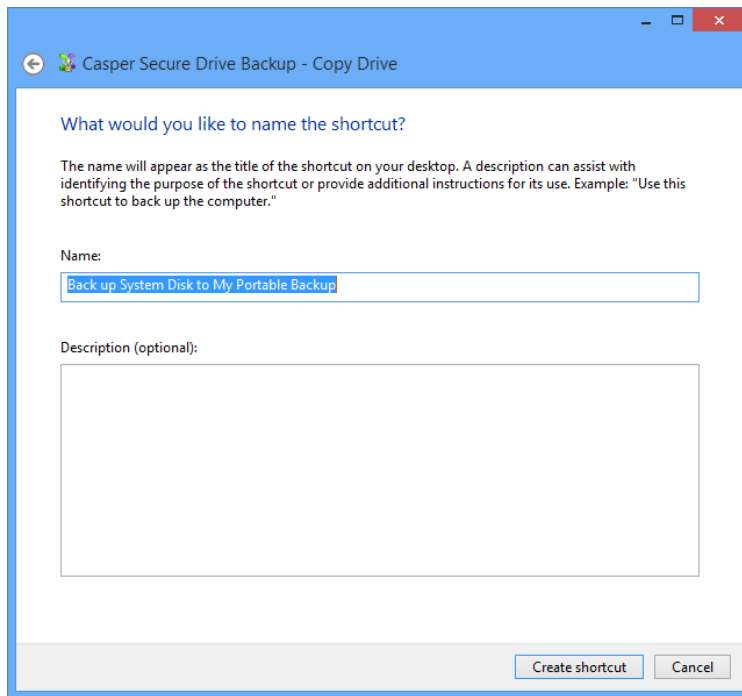 Casper Secure Drive Backup - Copy Drive
What would you like to name the shortcut?
The name will appear as the title of the shortcut on your desktop. A description can assist with
identifying the purpose of the shortcut or provide additional instructions for its use. Example: "Use this
shortcut to back up the computer."
Name:
Back up System Disk to My Portable Backup
Description (optional):
Create shortcut
Cancel